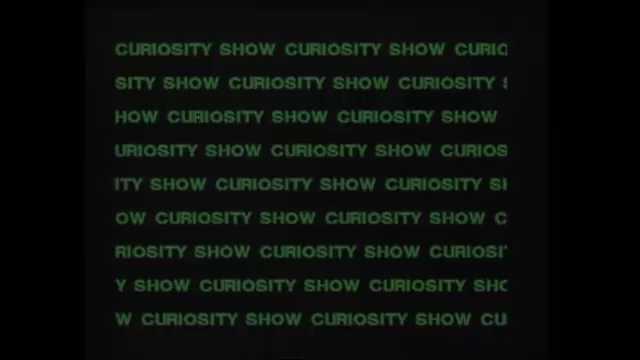 CURIOSITY SHOW CURIOSITY SHOW CURIO
SITY SHOW CURIOSITY SHOW CURIOSITY S
HOW CURIOSITY SHOW CURIOSITY SHOW
URIOSITY SHOW CURIOSITY SHOW CURIOS
ITY SHOW CURIOSITY SHOW CURIOSITY SH
OW CURIOSITY SHOW CURIOSITY SHOW C
RIOSITY SHOW CURIOSITY SHOW CURIOSIT
Y SHOW CURIOSITY SHOW CURIOSITY SHO
W CURIOSITY SHOW CURIOSITY SHOW CU